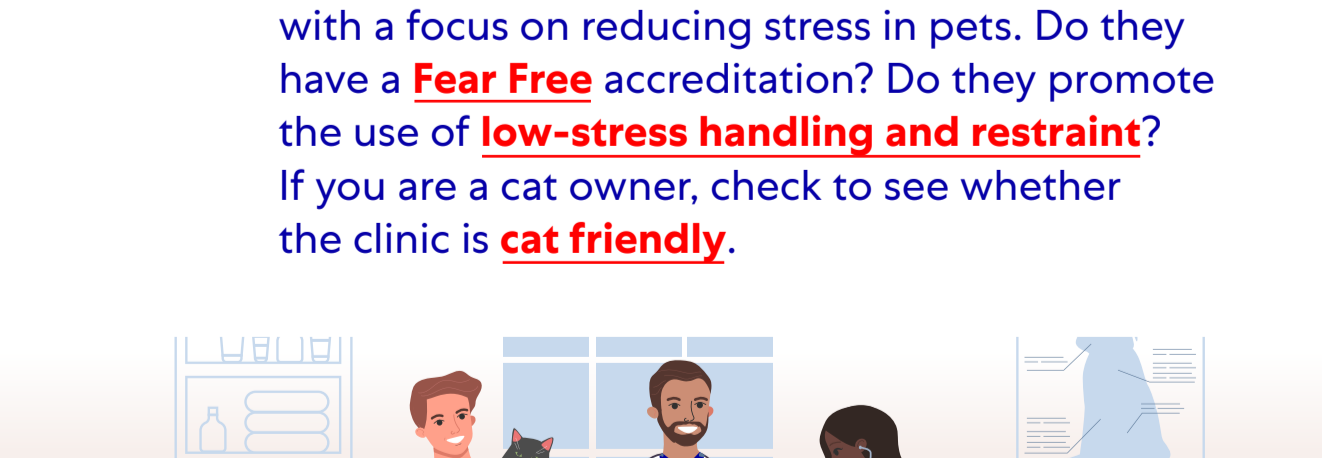 with a focus on reducing stress in pets. Do they
have a Fear Free accreditation? Do they promote
the use of low-stress handling and restraint?
If you are a cat owner, check to see whether
the clinic is cat friendly.